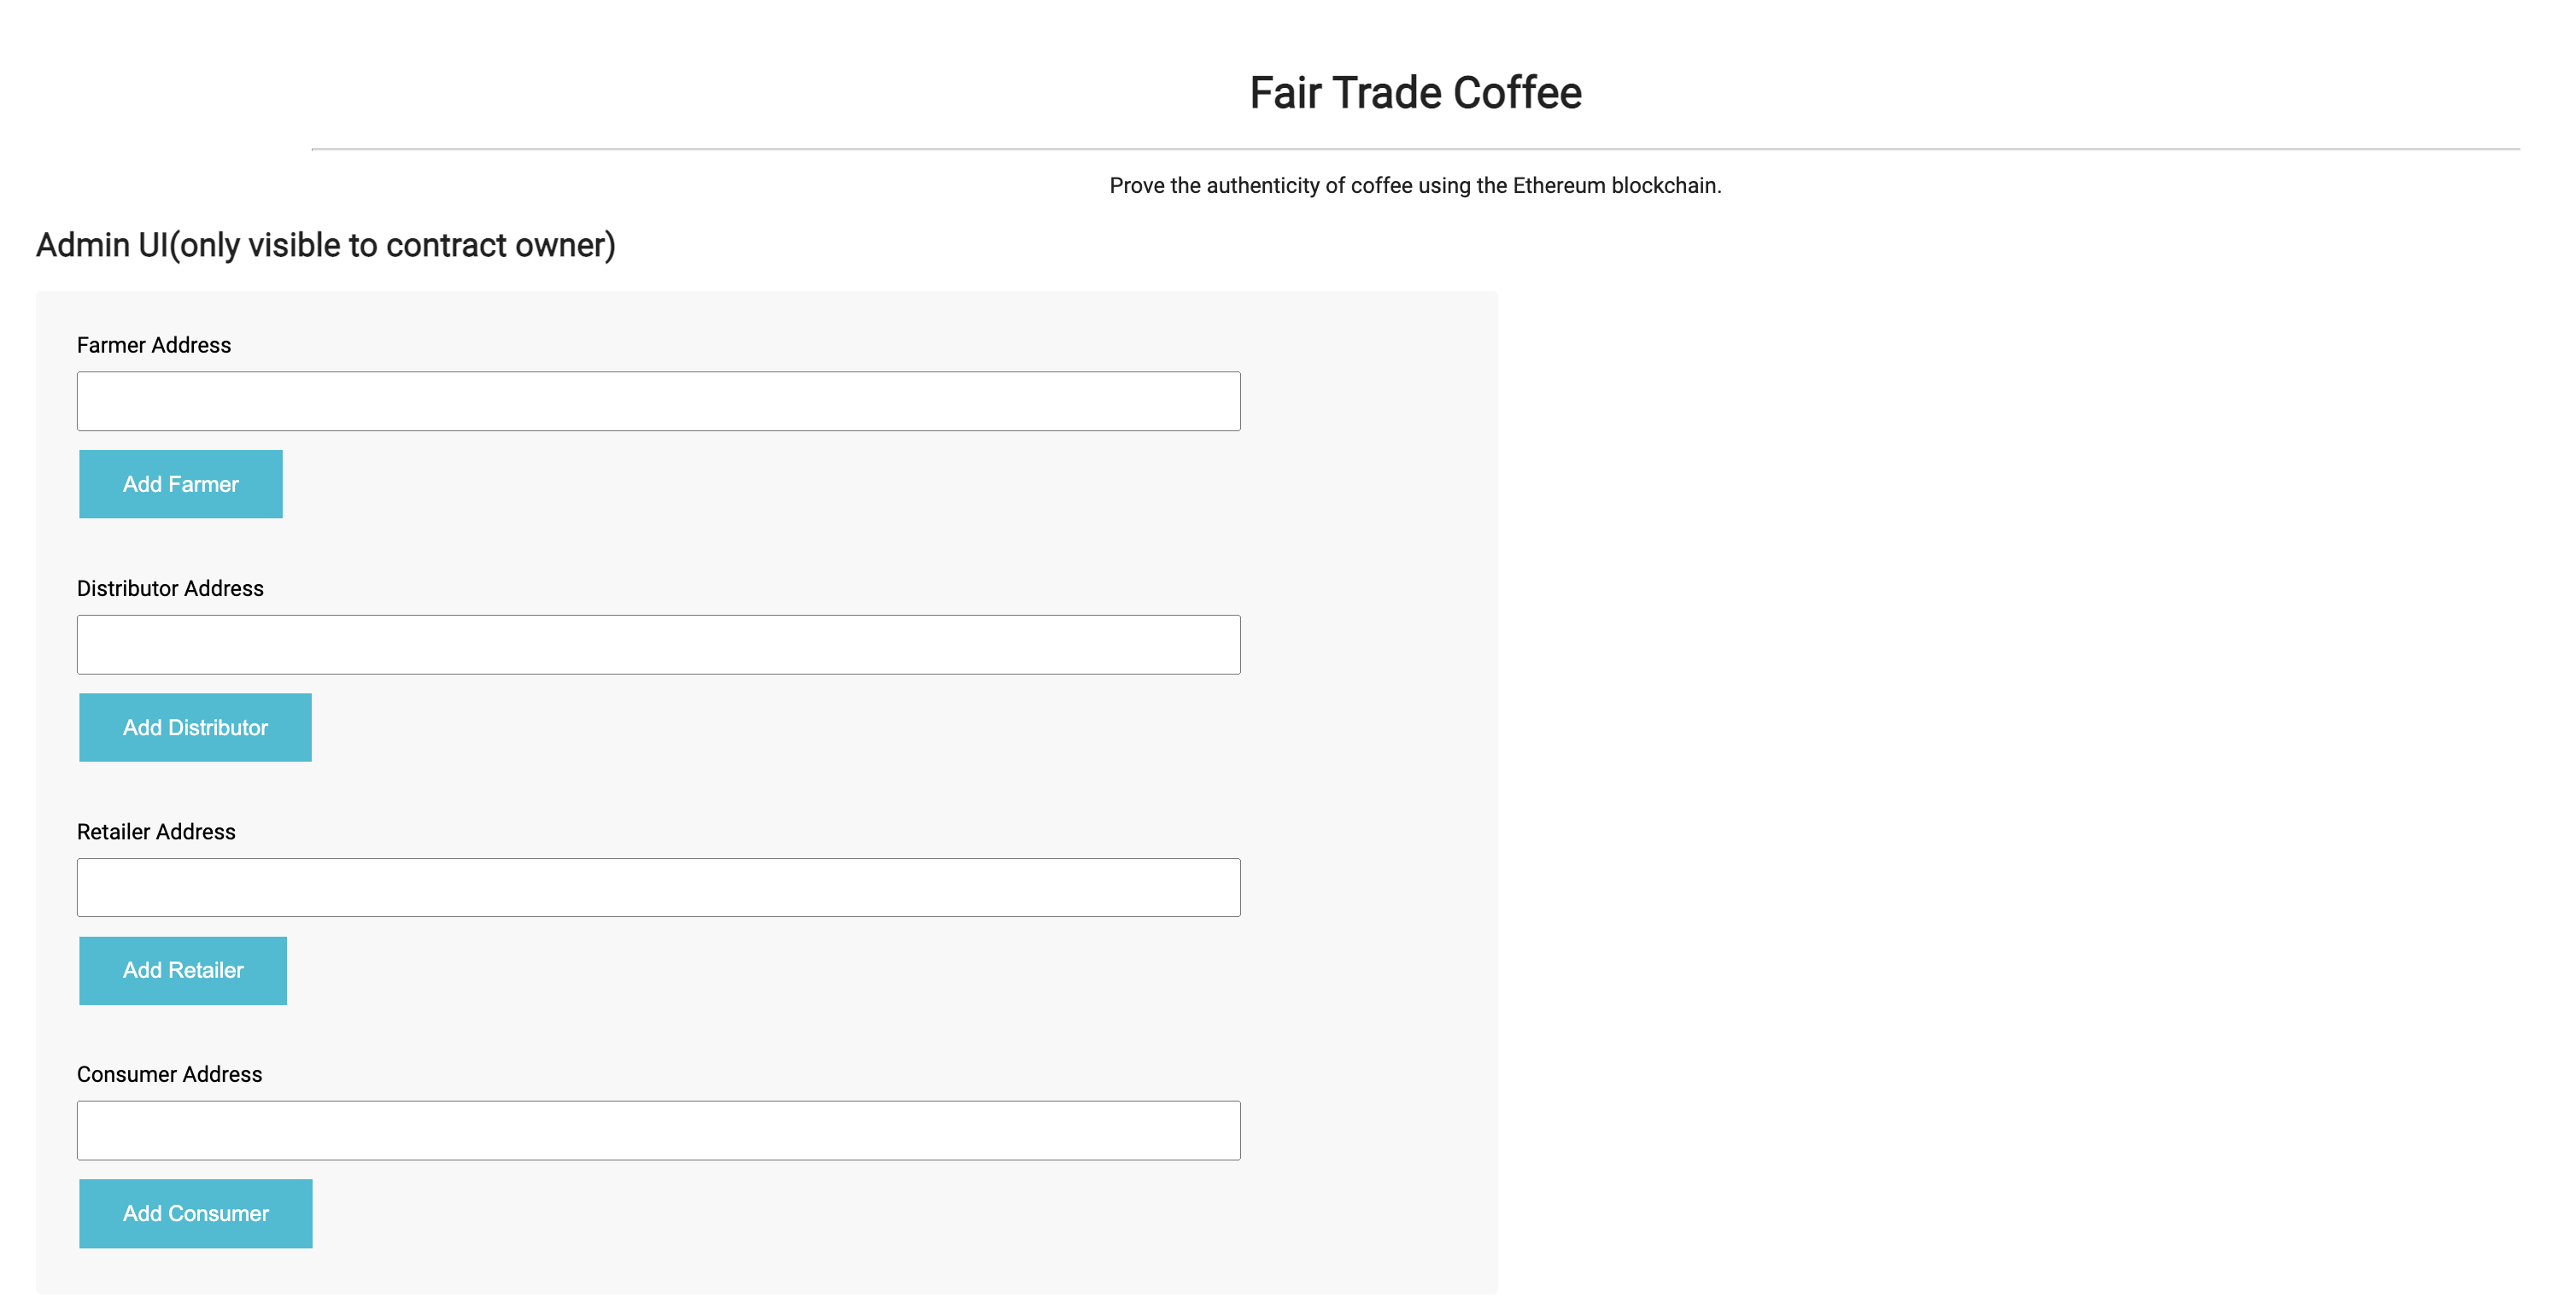 Fair Trade Coffee
Prove the authenticity of coffee using the Ethereum blockchain.
Admin UI(only visible to contract owner)
Farmer Address
Add Farmer
Distributor Address
Add Distributor
Retailer Address
Add Retailer
Consumer Address
Add Consumer